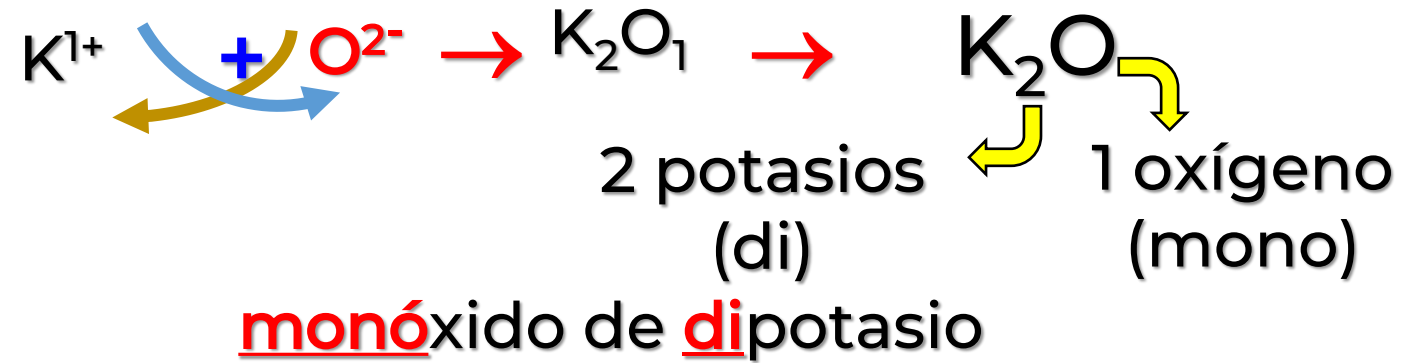 K¹⁺ + O²⁻ → K₂O₁ → K₂O
2 potasios 1 oxígeno
(di) (mono)
monóxido de dipotasio